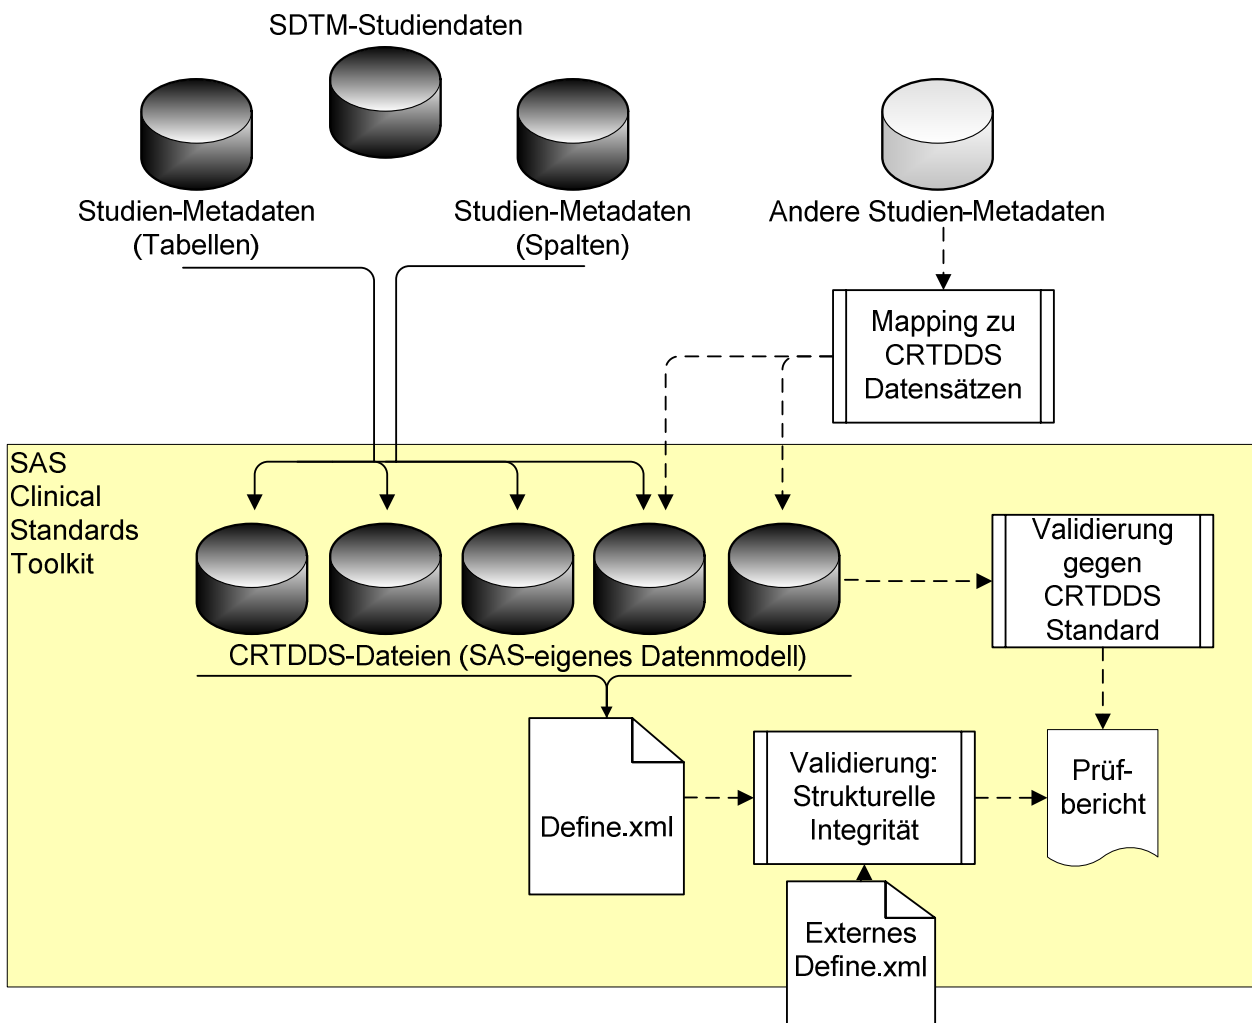 SDTM-Studiendaten
Studien-Metadaten
(Tabellen)
Studien-Metadaten
(Spalten)
Andere Studien-Metadaten
Mapping zu
CRTDDS
Datensätzen
SAS
Clinical
Standards
Toolkit
Validierung
gegen
CRTDDS
Standard
CRTDDS-Dateien (SAS-eigenes Datenmodell)
Define.xml
Validierung:
Strukturelle
Integrität
Prüf-
bericht
Externes
Define.xml